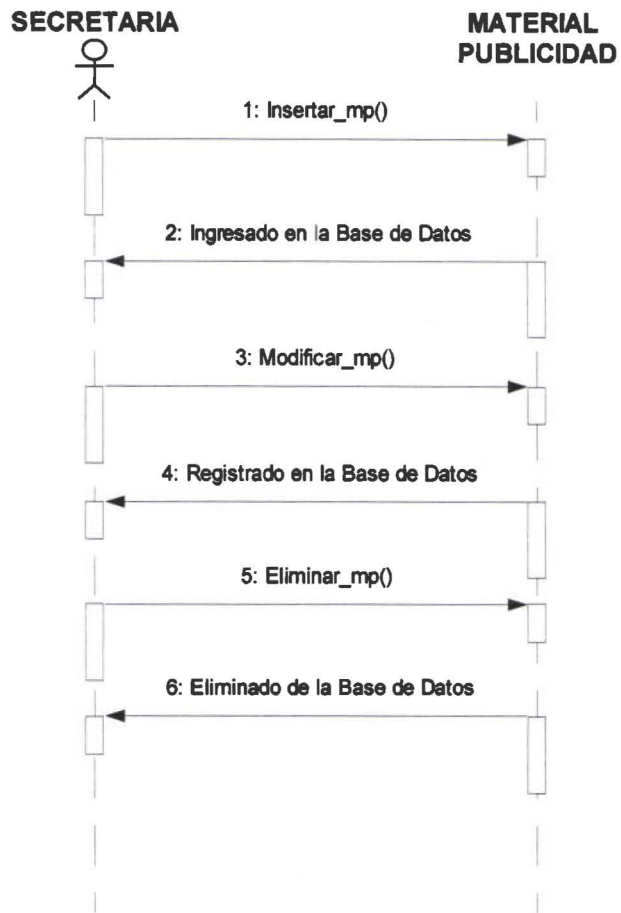 SECRETARIA
MATERIAL
PUBLICIDAD
1: Insertar_mp()
2: Ingresado en la Base de Datos
3: Modificar_mp()
4: Registrado en la Base de Datos
5: Eliminar_mp()
6: Eliminado de la Base de Datos